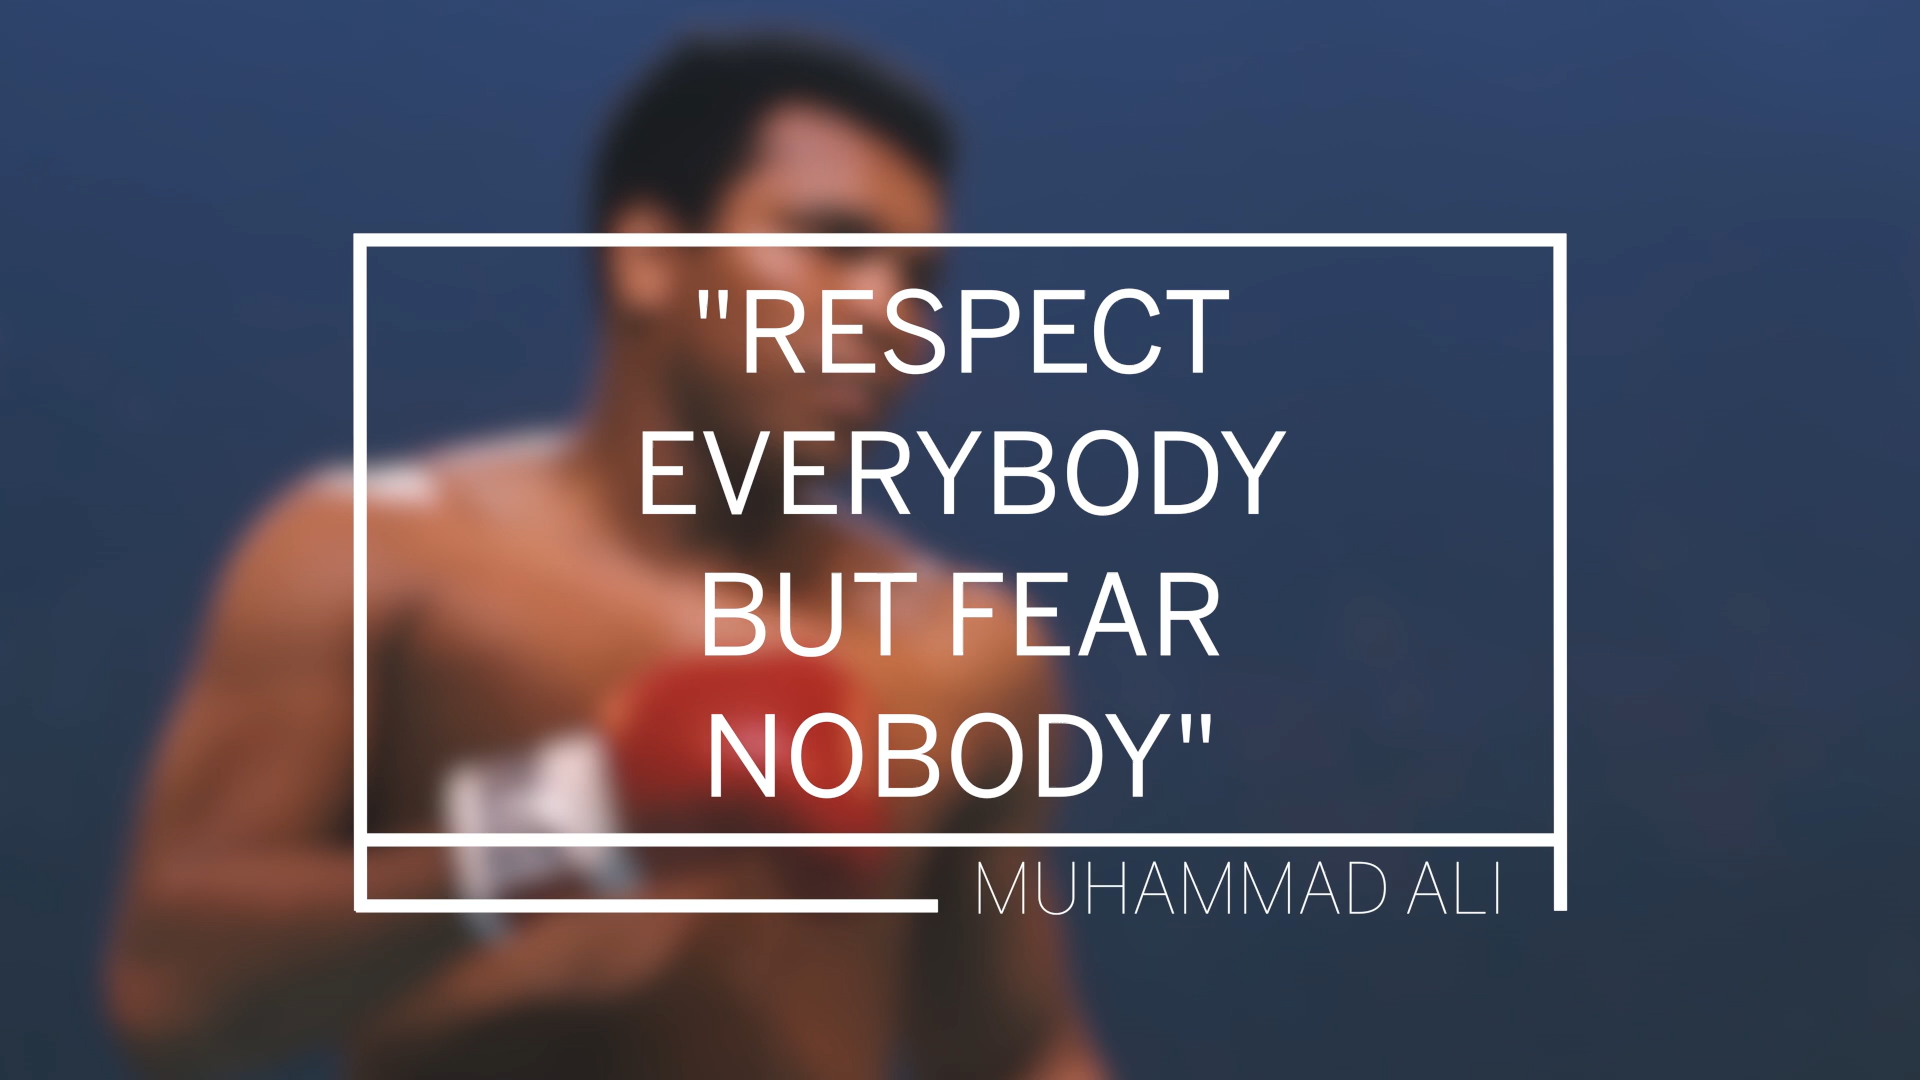 "RESPECT
EVERYBODY
BUT FEAR
NOBODY"
MUHAMMAD ALI